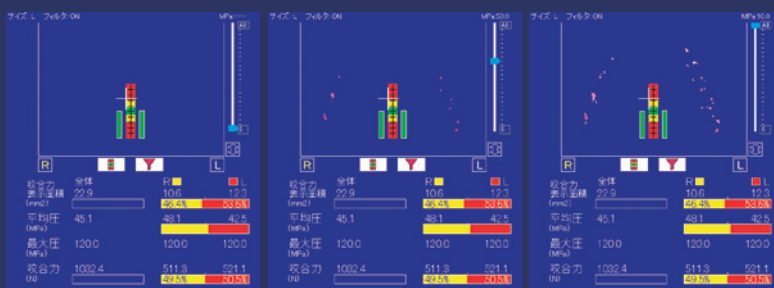 サイズ: L フィルタ: ON
MPa
All
R
L
咬合力
表示面積
(mm2)
全体
22.9
R
10.6
46.4%
L
12.3
53.6%
平均圧
(MPa)
45.1
48.1
42.5
最大圧
(MPa)
120.0
120.0
120.0
咬合力
(N)
1032.4
511.3
49.5%
521.1
50.5%
サイズ: L フィルタ: ON
MPa 50.0
All
R
L
咬合力
表示面積
(mm2)
全体
22.9
R
10.6
46.4%
L
12.3
53.6%
平均圧
(MPa)
45.1
48.1
42.5
最大圧
(MPa)
120.0
120.0
120.0
咬合力
(N)
1032.4
511.3
49.5%
521.1
50.5%
サイズ: L フィルタ: ON
MPa 10.0
All
R
L
咬合力
表示面積
(mm2)
全体
22.9
R
10.6
46.4%
L
12.3
53.6%
平均圧
(MPa)
45.1
48.1
42.5
最大圧
(MPa)
120.0
120.0
120.0
咬合力
(N)
1032.4
511.3
49.5%
521.1
50.5%